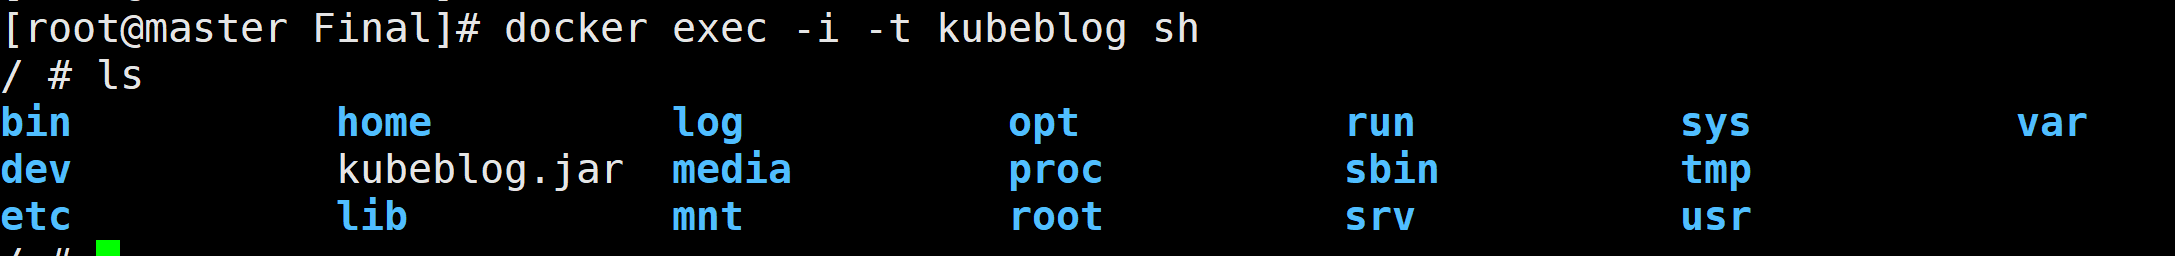 [root@master Final]# docker exec -i -t kubeblog sh
/ # ls
bin home log opt run sys var
dev kubeblog.jar media proc sbin tmp
etc lib mnt root srv usr
/ #